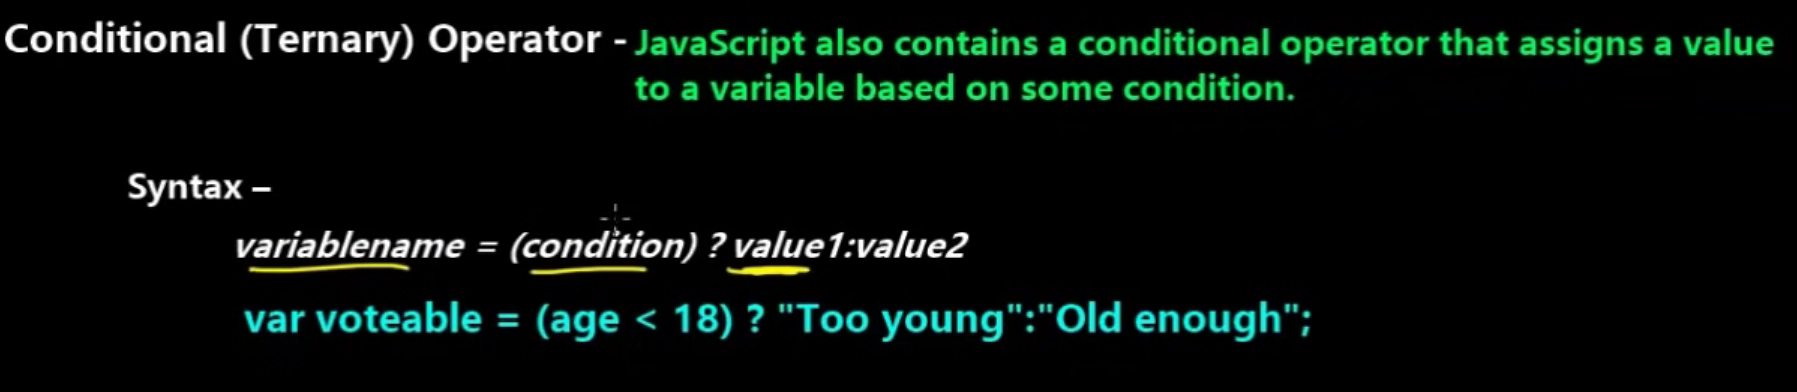 Conditional (Ternary) Operator - JavaScript also contains a conditional operator that assigns a value
to a variable based on some condition.
Syntax –
variablename = (condition) ? value1:value2
var voteable = (age < 18) ? "Too young":"Old enough";